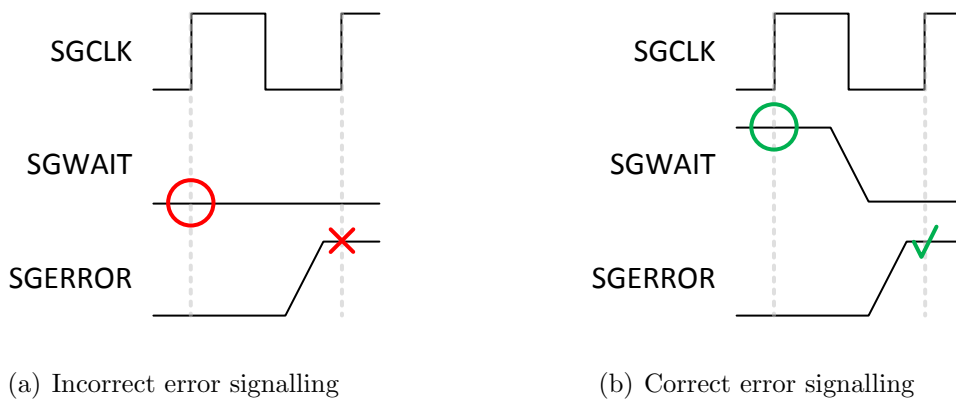 SGCLK
SGWAIT
SGERROR
(a) Incorrect error signalling
SGCLK
SGWAIT
SGERROR
(b) Correct error signalling